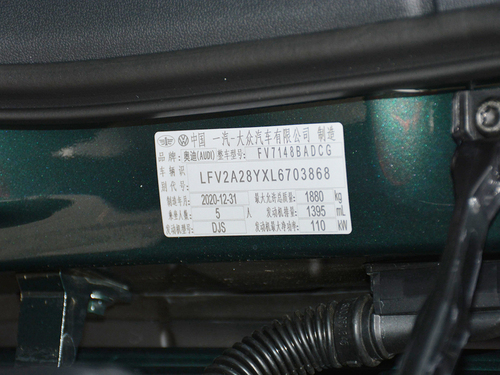 中国 一汽-大众汽车有限公司 制造
品牌:奥迪(AUDI)整车型号: FV7148BADCG
车辆识别代号 LFV2A28YXL6703868
制造年月 2020-12-31 最大允许总质量: 1880 kg
乘坐人数 5 人 发动机排量: 1395 mL
发动机型号: DJS 发动机最大净功率: 110 kW